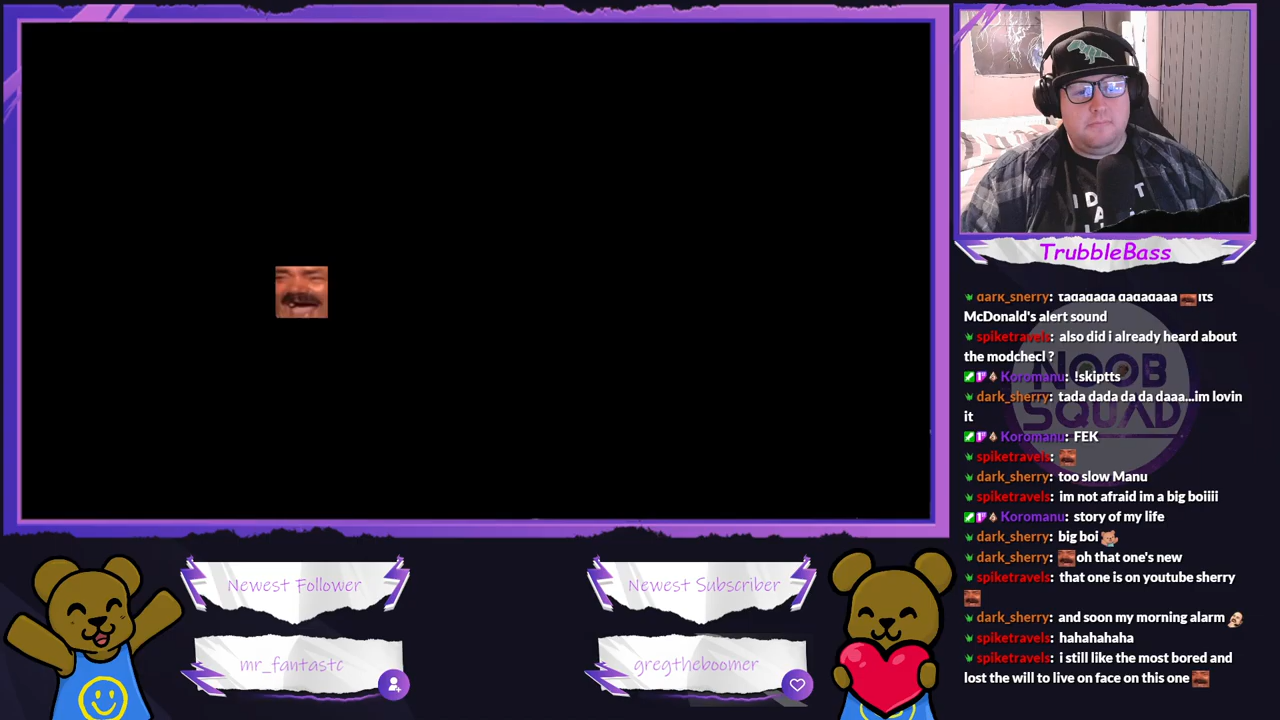 TrubbleBass
dark_sherry: tadadada dadadaaa its
McDonald's alert sound
spiketravels: also did i already heard about
the modchecl ?
Koromanu: !skiptts
dark_sherry: tada dada da da daaa...im lovin
it
Koromanu: FEK
spiketravels:
dark_sherry: too slow Manu
spiketravels: im not afraid im a big boiiii
Koromanu: story of my life
dark_sherry: big boi
dark_sherry: oh that one's new
spiketravels: that one is on youtube sherry
dark_sherry: and soon my morning alarm
spiketravels: hahahahaha
spiketravels: i still like the most bored and
lost the will to live on face on this one
NOOB
SQUAD
I DO T
A
Newest Follower
mr_fantastc
Newest Subscriber
gregtheboomer